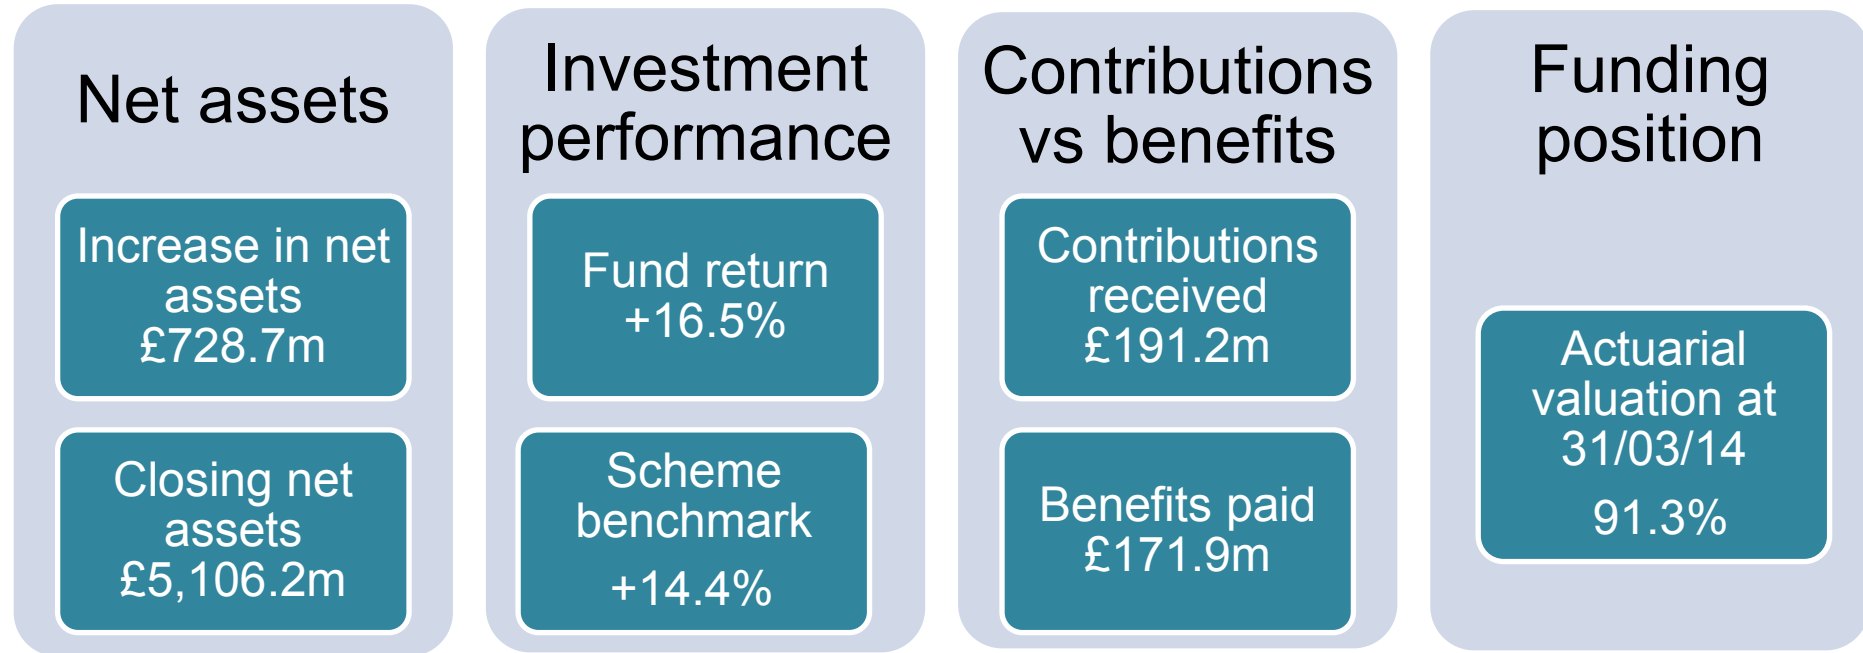 Net assets
Increase in net
assets
£728.7m
Closing net
assets
£5,106.2m
Investment
performance
Fund return
+16.5%
Scheme
benchmark
+14.4%
Contributions
vs benefits
Contributions
received
£191.2m
Benefits paid
£171.9m
Funding
position
Actuarial
valuation at
31/03/14
91.3%